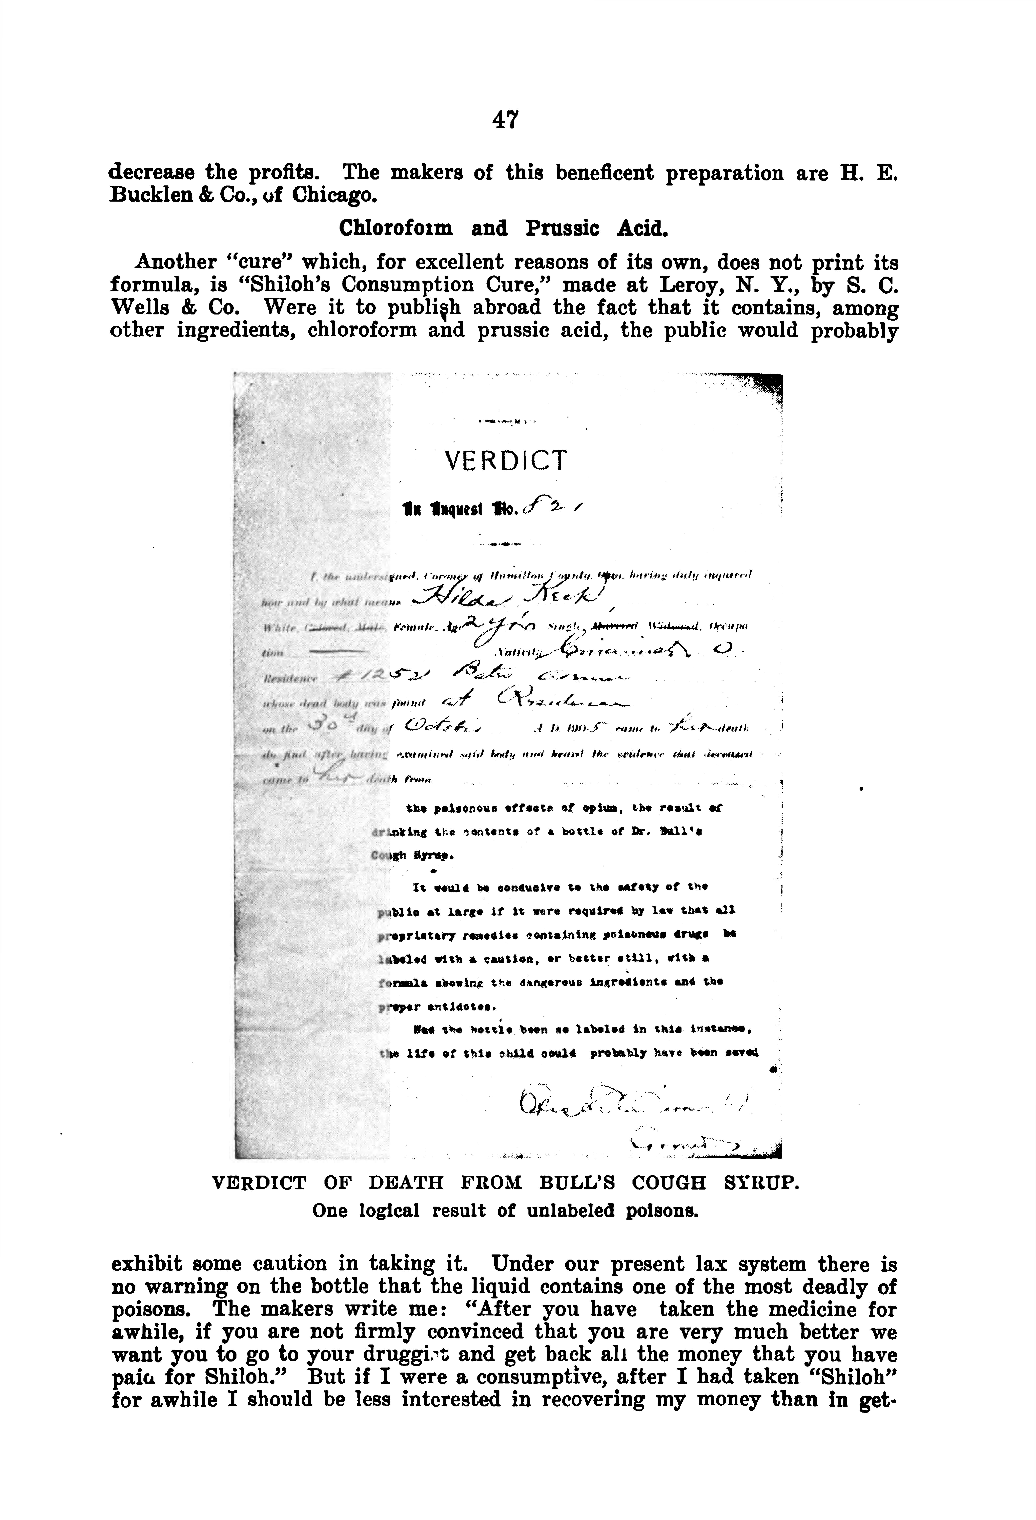 47
decrease the profits. The makers of this beneficent preparation are H. E.
Bucklen & Co., of Chicago.
Chloroform and Prussic Acid.
Another “cure” which, for excellent reasons of its own, does not print its
formula, is “Shiloh’s Consumption Cure,” made at Leroy, N. Y., by S. C.
Wells & Co. Were it to publish abroad the fact that it contains, among
other ingredients, chloroform and prussic acid, the public would probably
VERDICT
In Inquest No. 821
I, the undersigned, Coroner of Hamilton County, Ohio, having duly inquired
how and by what means Hilda Keck
White, Colored, Male, Female, Age 2 yrs Single, Married, Widowed, Occupa
tion Nativity Cincinnati O.
Residence # 1252
whose dead body was found at Residence
on the 30th day of October A D 1905 came to her death
do find after having examined said body and heard the evidence that deceased
came to her death from
the poisonous effects of opium, the result of
drinking the contents of a bottle of Dr. Bull's
Cough Syrup.
It would be conducive to the safety of the
public at large if it were required by law that all
proprietary remedies containing poisonous drugs be
labeled with a caution, or better still, with a
formula showing the dangerous ingredients and the
proper antidotes.
Had the bottle been so labeled in this instance,
the life of this child could probably have been saved
VERDICT OF DEATH FROM BULL’S COUGH SYRUP.
One logical result of unlabeled poisons.
exhibit some caution in taking it. Under our present lax system there is
no warning on the bottle that the liquid contains one of the most deadly of
poisons. The makers write me: “After you have taken the medicine for
awhile, if you are not firmly convinced that you are very much better we
want you to go to your druggist and get back all the money that you have
paid for Shiloh.” But if I were a consumptive, after I had taken “Shiloh”
for awhile I should be less interested in recovering my money than in get-